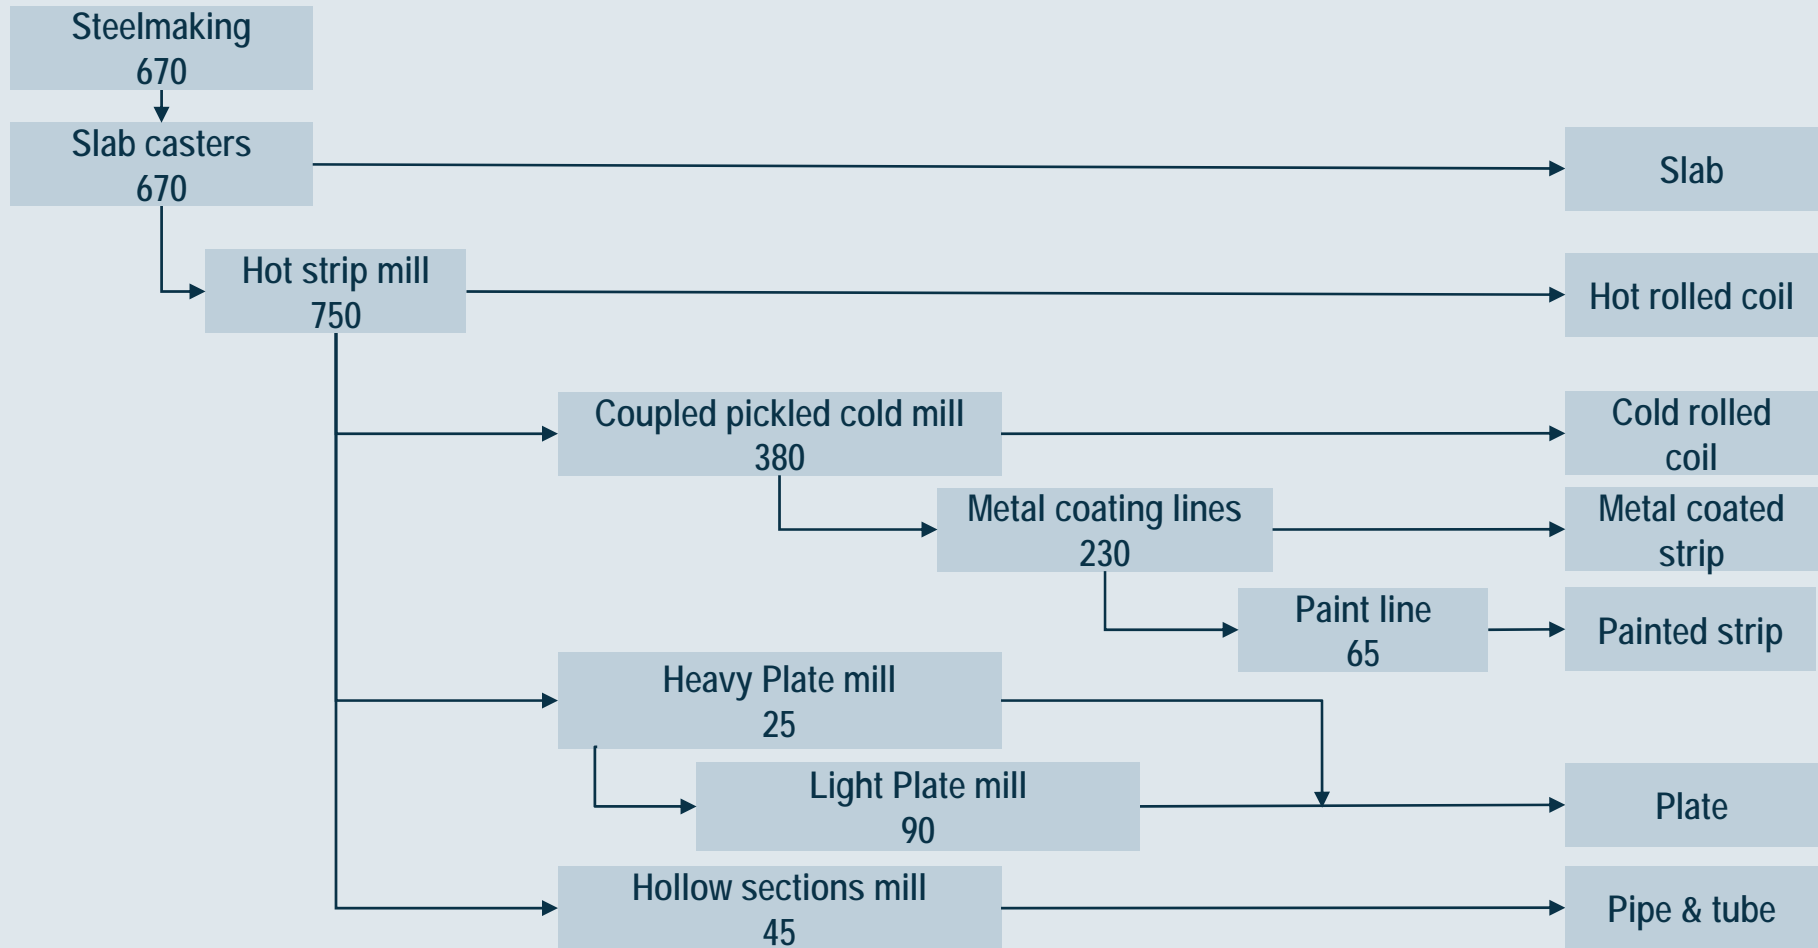 Steelmaking
670
Slab casters
670
Slab
Hot strip mill
750
Hot rolled coil
Coupled pickled cold mill
380
Cold rolled
coil
Metal coating lines
230
Metal coated
strip
Paint line
65
Painted strip
Heavy Plate mill
25
Light Plate mill
90
Plate
Hollow sections mill
45
Pipe & tube